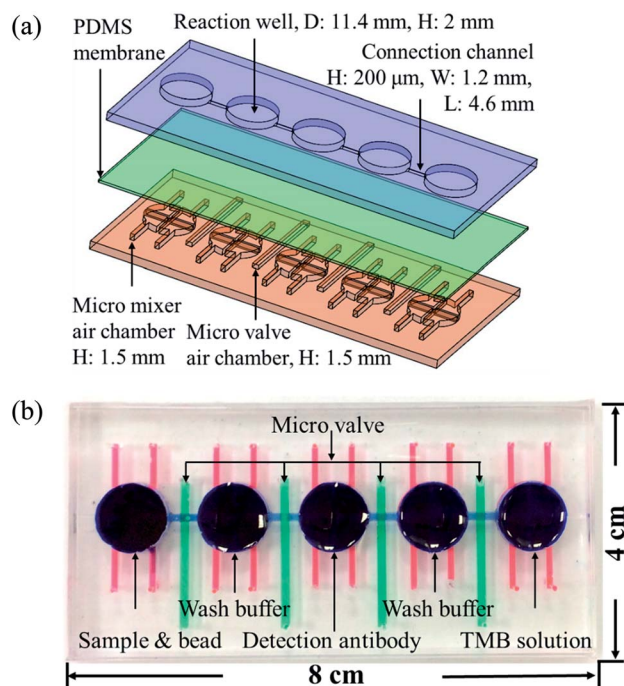 (a)
PDMS
membrane
Reaction well, D: 11.4 mm, H: 2 mm
Connection channel
H: 200 μm, W: 1.2 mm,
L: 4.6 mm
Micro mixer
air chamber
H: 1.5 mm
Micro valve
air chamber, H: 1.5 mm
(b)
Micro valve
Wash buffer
Wash buffer
Sample & bead
Detection antibody
TMB solution
4 cm
8 cm